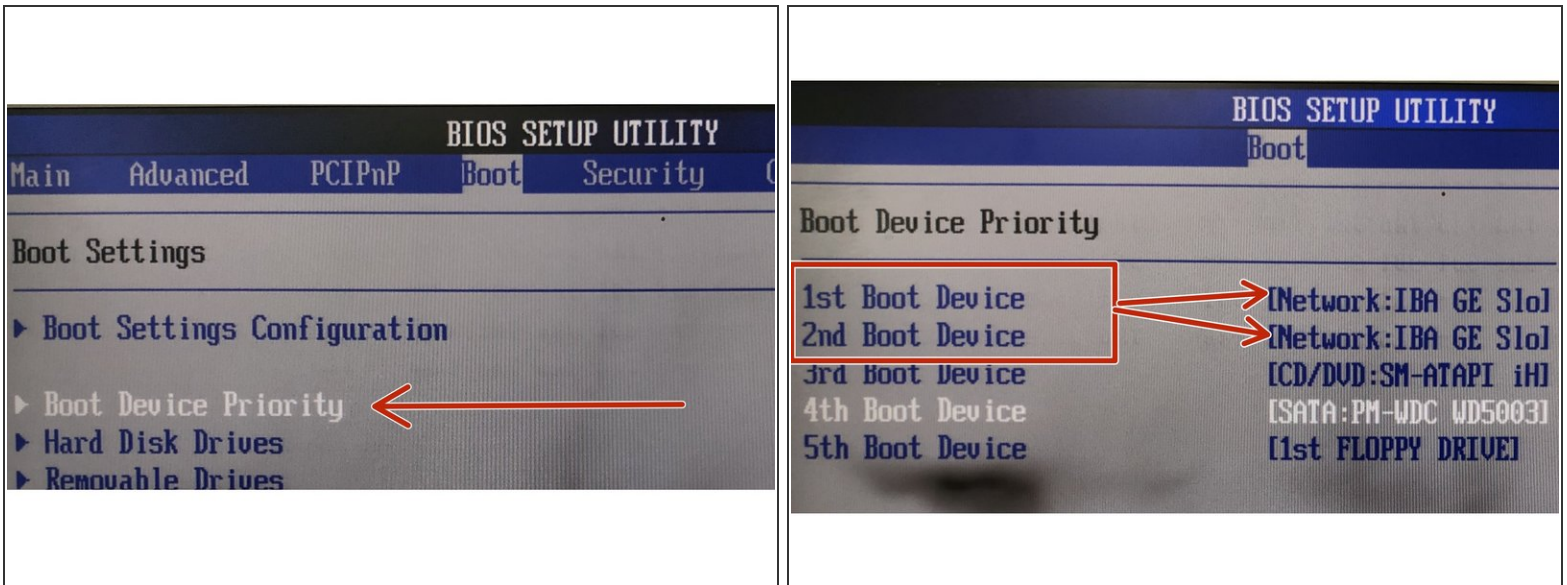 BIOS SETUP UTILITY
Main Advanced PCIPnP Boot Security
Boot Settings
Boot Settings Configuration
Boot Device Priority
Hard Disk Drives
Removable Drives
BIOS SETUP UTILITY
Boot
Boot Device Priority
1st Boot Device [Network:IBA GE Slo]
2nd Boot Device [Network:IBA GE Slo]
3rd Boot Device [CD/DVD:SM-ATAPI iH]
4th Boot Device [SATA:PM-WDC WD5003]
5th Boot Device [1st FLOPPY DRIVE]